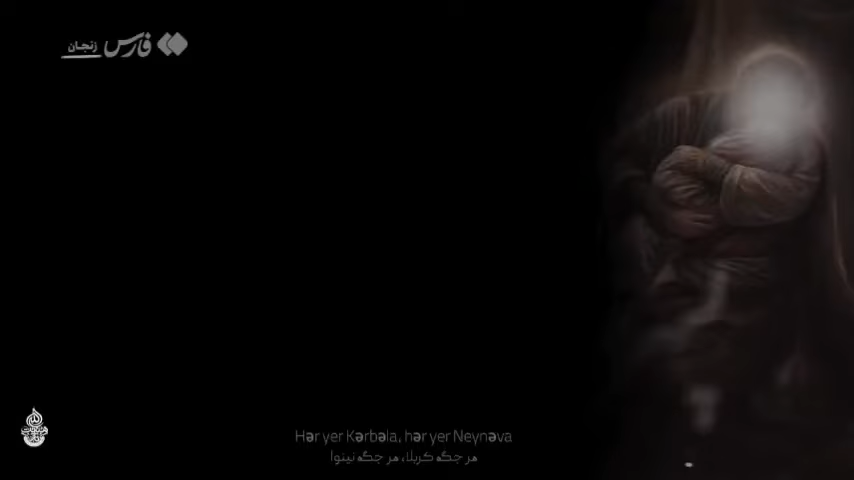 فارس زنجان
Hər yer Kərbəla, hər yer Neynəva
هر جگه کربلا، هر جگه نینوا